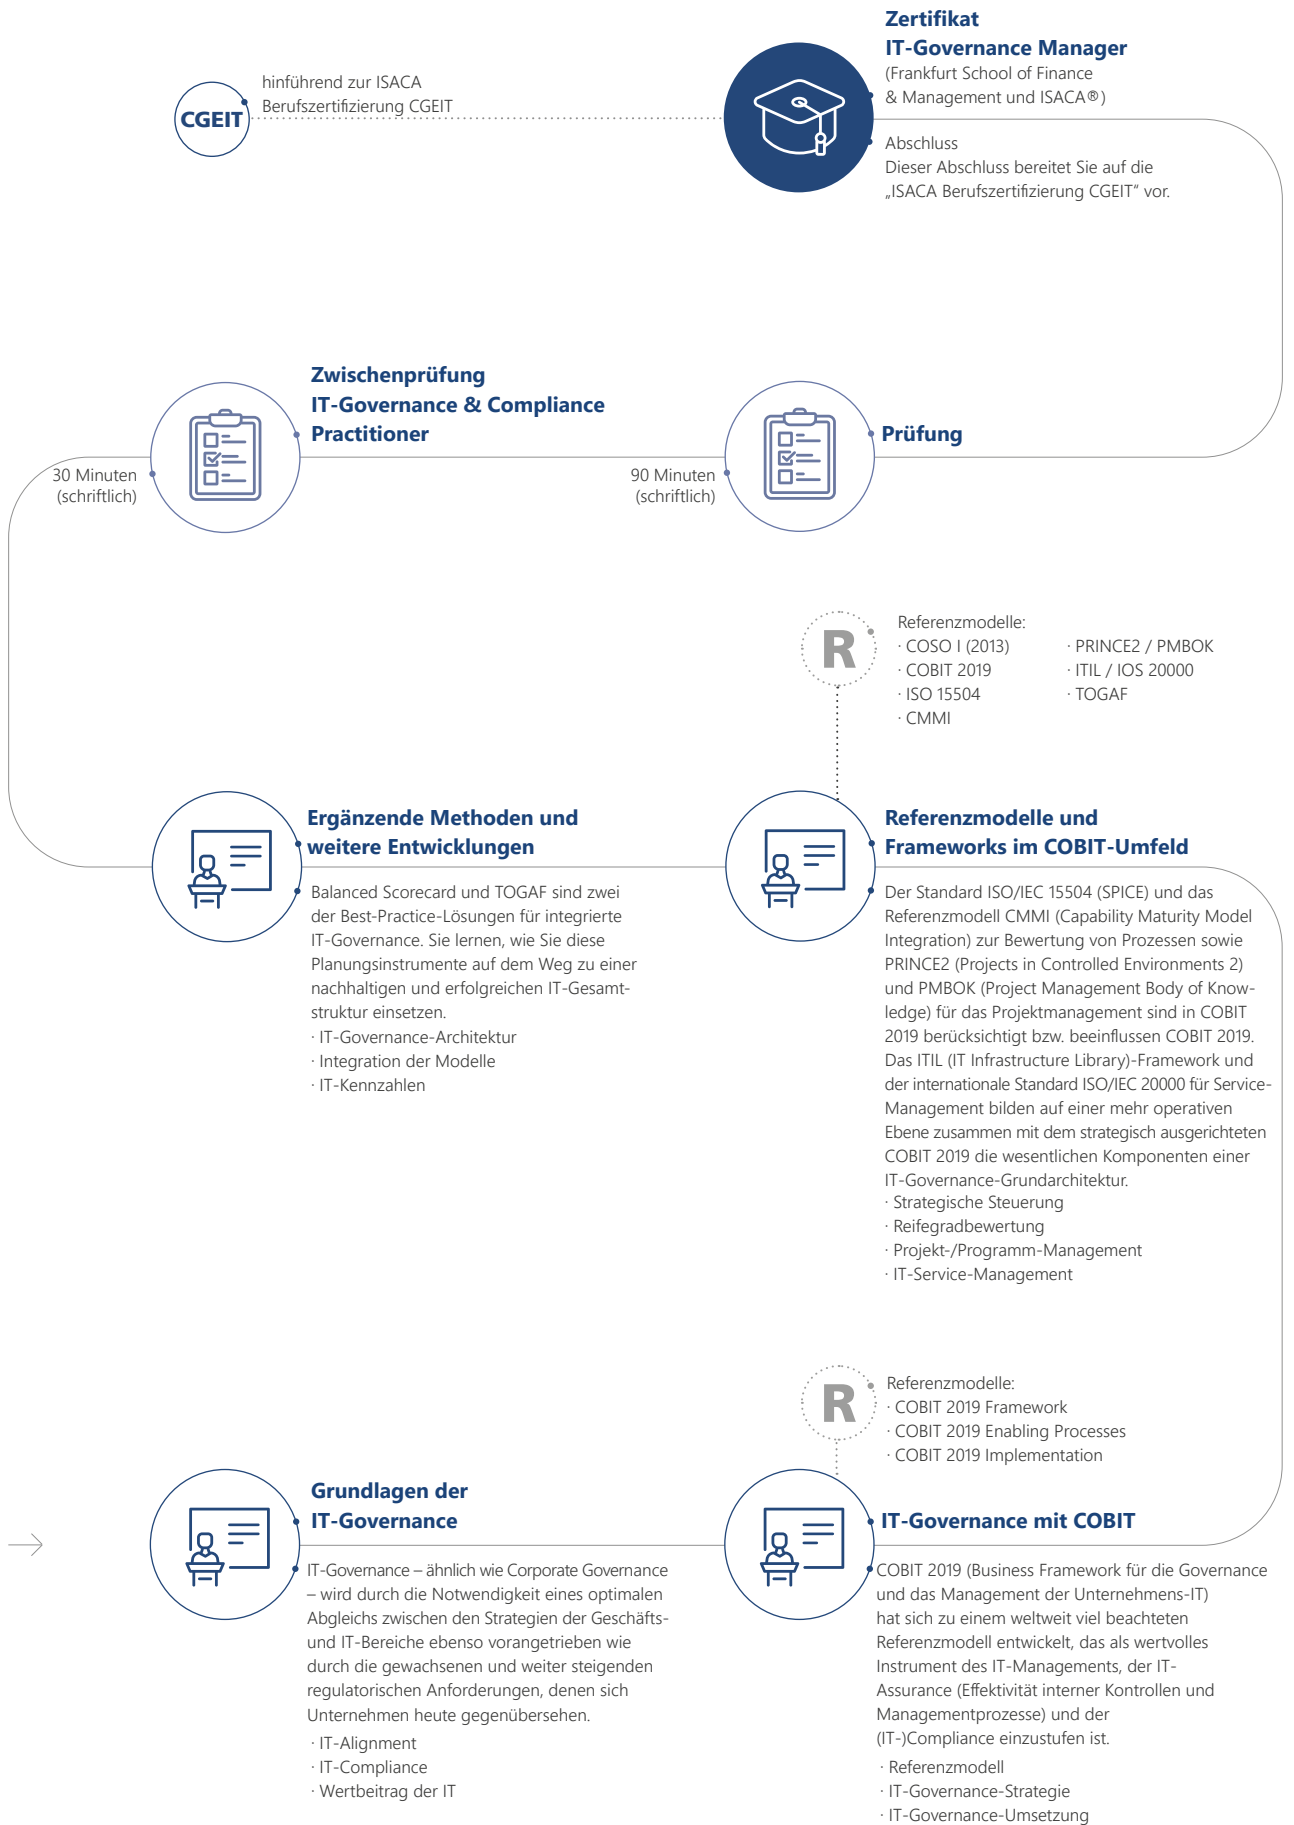 Zertifikat
IT-Governance Manager
(Frankfurt School of Finance
& Management und ISACA®)
hinführend zur ISACA
Berufszertifizierung CGEIT
CGEIT
Abschluss
Dieser Abschluss bereitet Sie auf die
„ISACA Berufszertifizierung CGEIT“ vor.
Zwischenprüfung
IT-Governance & Compliance
Practitioner
30 Minuten
(schriftlich)
Prüfung
90 Minuten
(schriftlich)
R
Referenzmodelle:
· COSO I (2013)
· COBIT 2019
· ISO 15504
· CMMI
· PRINCE2 / PMBOK
· ITIL / IOS 20000
· TOGAF
Ergänzende Methoden und
weitere Entwicklungen
Balanced Scorecard und TOGAF sind zwei
der Best-Practice-Lösungen für integrierte
IT-Governance. Sie lernen, wie Sie diese
Planungsinstrumente auf dem Weg zu einer
nachhaltigen und erfolgreichen IT-Gesamt-
struktur einsetzen.
· IT-Governance-Architektur
· Integration der Modelle
· IT-Kennzahlen
Referenzmodelle und
Frameworks im COBIT-Umfeld
Der Standard ISO/IEC 15504 (SPICE) und das
Referenzmodell CMMI (Capability Maturity Model
Integration) zur Bewertung von Prozessen sowie
PRINCE2 (Projects in Controlled Environments 2)
und PMBOK (Project Management Body of Know-
ledge) für das Projektmanagement sind in COBIT
2019 berücksichtigt bzw. beeinflussen COBIT 2019.
Das ITIL (IT Infrastructure Library)-Framework und
der internationale Standard ISO/IEC 20000 für Service-
Management bilden auf einer mehr operativen
Ebene zusammen mit dem strategisch ausgerichteten
COBIT 2019 die wesentlichen Komponenten einer
IT-Governance-Grundarchitektur.
· Strategische Steuerung
· Reifegradbewertung
· Projekt-/Programm-Management
· IT-Service-Management
R
Referenzmodelle:
· COBIT 2019 Framework
· COBIT 2019 Enabling Processes
· COBIT 2019 Implementation
Grundlagen der
IT-Governance
IT-Governance – ähnlich wie Corporate Governance
– wird durch die Notwendigkeit eines optimalen
Abgleichs zwischen den Strategien der Geschäfts-
und IT-Bereiche ebenso vorangetrieben wie
durch die gewachsenen und weiter steigenden
regulatorischen Anforderungen, denen sich
Unternehmen heute gegenübersehen.
· IT-Alignment
· IT-Compliance
· Wertbeitrag der IT
IT-Governance mit COBIT
COBIT 2019 (Business Framework für die Governance
und das Management der Unternehmens-IT)
hat sich zu einem weltweit viel beachteten
Referenzmodell entwickelt, das als wertvolles
Instrument des IT-Managements, der IT-
Assurance (Effektivität interner Kontrollen und
Managementprozesse) und der
(IT-)Compliance einzustufen ist.
· Referenzmodell
· IT-Governance-Strategie
· IT-Governance-Umsetzung